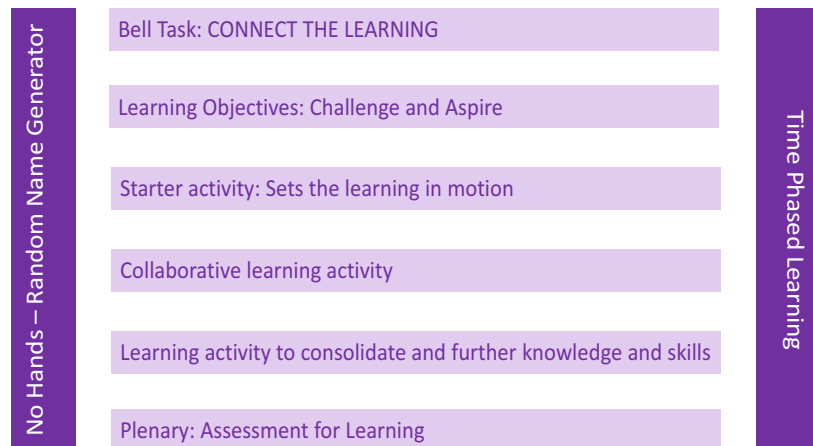 No Hands – Random Name Generator
Bell Task: CONNECT THE LEARNING
Learning Objectives: Challenge and Aspire
Starter activity: Sets the learning in motion
Collaborative learning activity
Learning activity to consolidate and further knowledge and skills
Plenary: Assessment for Learning
Time Phased Learning